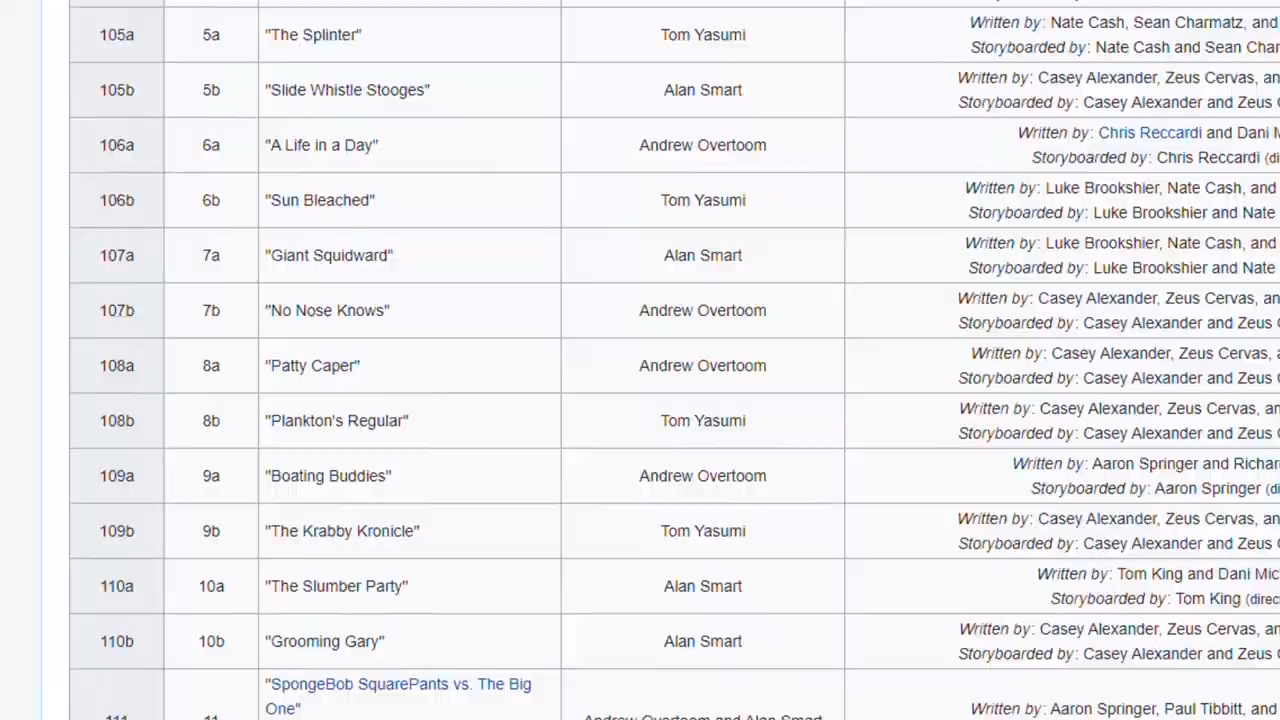 105a 5a "The Splinter" Tom Yasumi Written by: Nate Cash, Sean Charmatz, and
Storyboarded by: Nate Cash and Sean
105b 5b "Slide Whistle Stooges" Alan Smart Written by: Casey Alexander, Zeus Cervas,
Storyboarded by: Casey Alexander and Zeus
106a 6a "A Life in a Day" Andrew Overtoom Written by: Chris Reccardi and Dani
Storyboarded by: Chris Reccardi
106b 6b "Sun Bleached" Tom Yasumi Written by: Luke Brookshier, Nate Cash, and
Storyboarded by: Luke Brookshier and Nate
107a 7a "Giant Squidward" Alan Smart Written by: Luke Brookshier, Nate Cash, and
Storyboarded by: Luke Brookshier and Nate
107b 7b "No Nose Knows" Andrew Overtoom Written by: Casey Alexander, Zeus Cervas,
Storyboarded by: Casey Alexander and Zeus
108a 8a "Patty Caper" Andrew Overtoom Written by: Casey Alexander, Zeus Cervas,
Storyboarded by: Casey Alexander and Zeus
108b 8b "Plankton's Regular" Tom Yasumi Written by: Casey Alexander, Zeus Cervas,
Storyboarded by: Casey Alexander and Zeus
109a 9a "Boating Buddies" Andrew Overtoom Written by: Aaron Springer and
Storyboarded by: Aaron Springer
109b 9b "The Krabby Kronicle" Tom Yasumi Written by: Casey Alexander, Zeus Cervas,
Storyboarded by: Casey Alexander and Zeus
110a 10a "The Slumber Party" Alan Smart Written by: Tom King and Dani
Storyboarded by: Tom King
110b 10b "Grooming Gary" Alan Smart Written by: Casey Alexander, Zeus Cervas,
Storyboarded by: Casey Alexander and Zeus
"SpongeBob SquarePants vs. The Big
One"
111 11 Andrew Overtoom and Alan Smart Written by: Aaron Springer, Paul Tibbitt, and